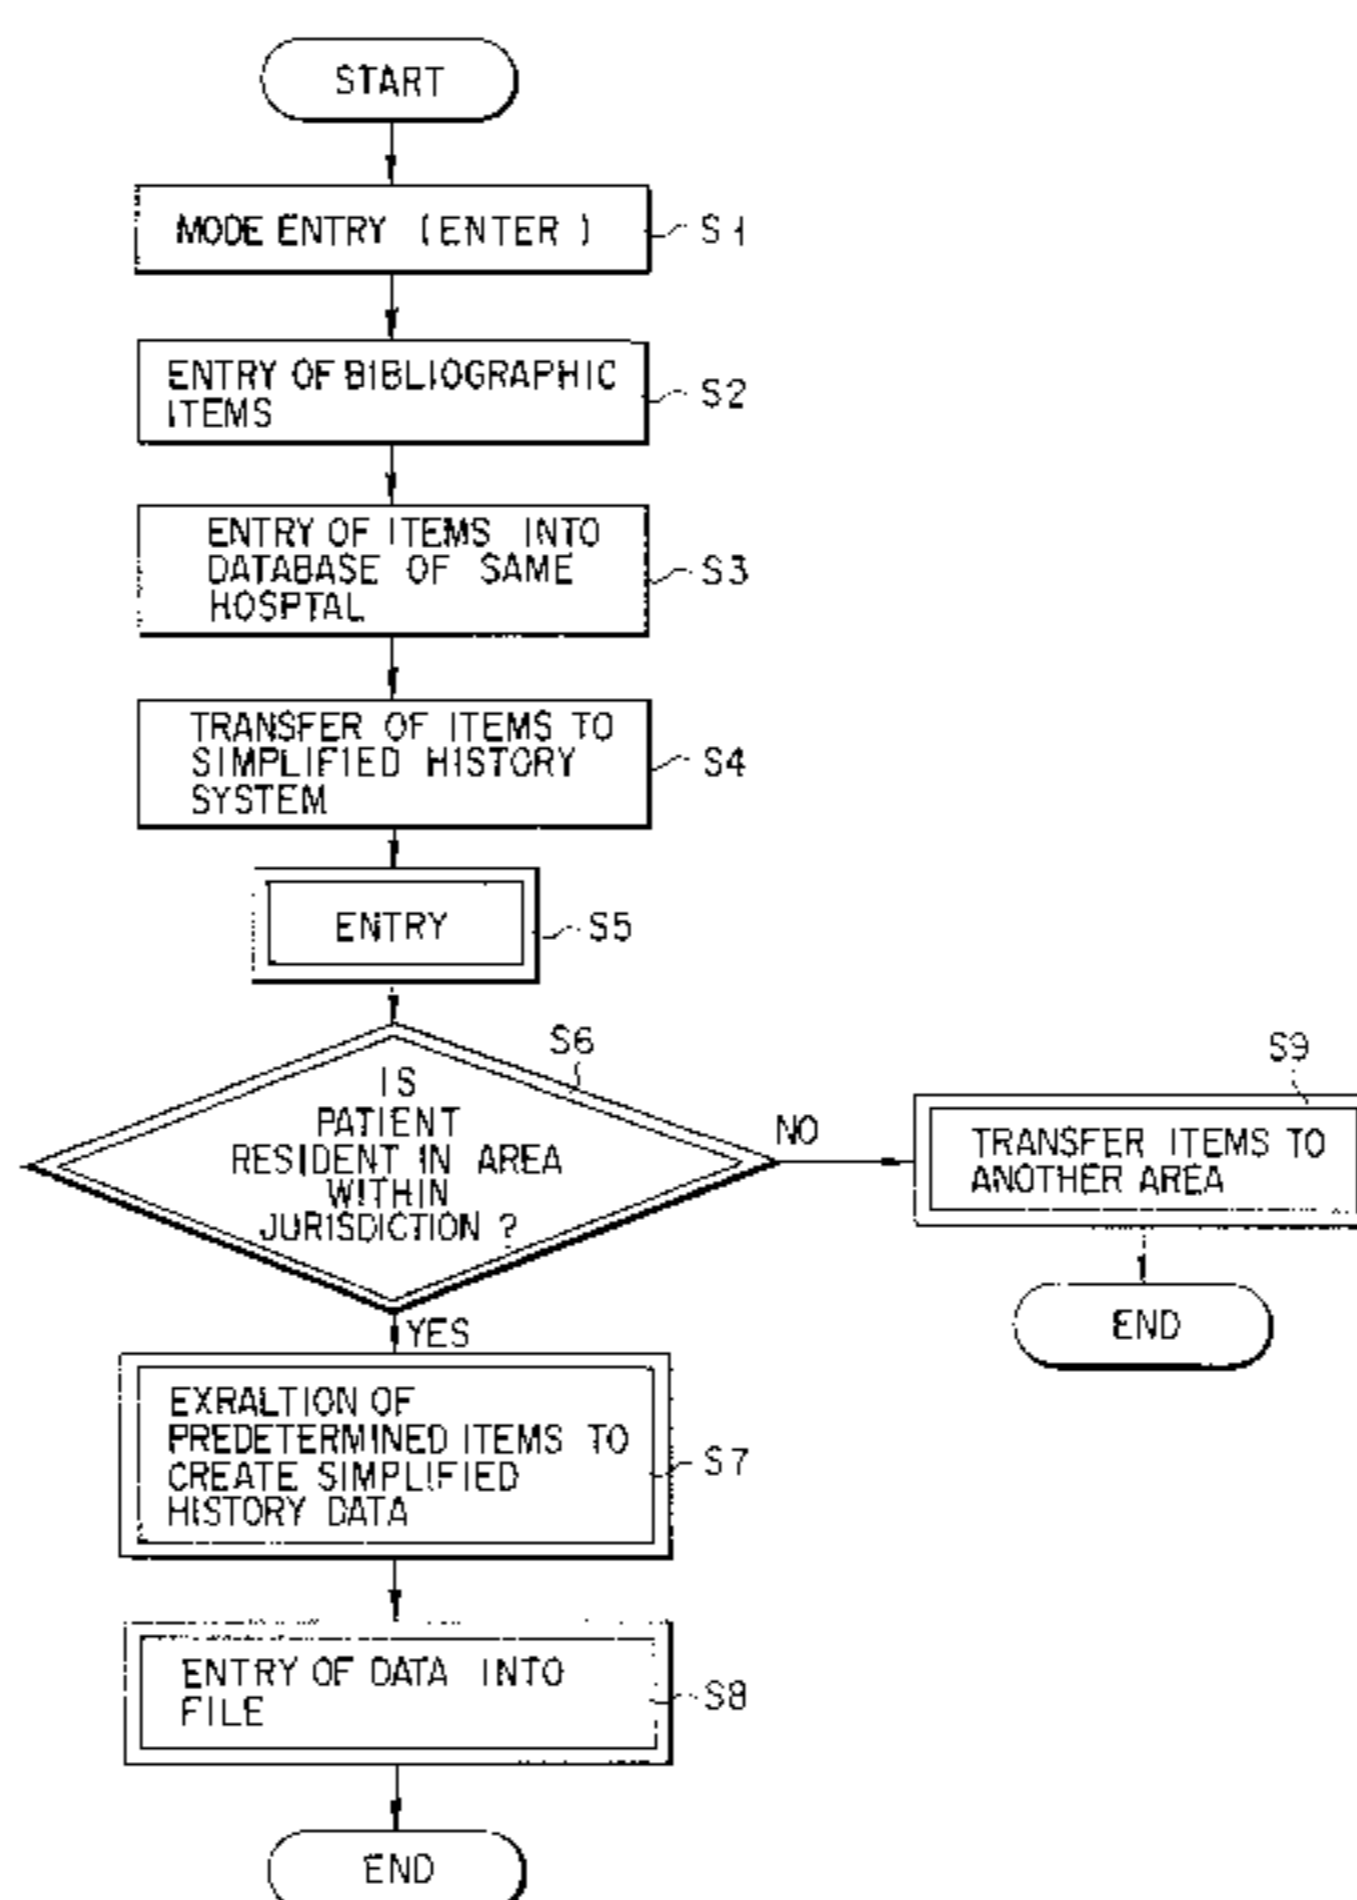 START
MODE ENTRY (ENTER)
S1
ENTRY OF BIBLIOGRAPHIC
ITEMS
S2
ENTRY OF ITEMS INTO
DATABASE OF SAME
HOSPTAL
S3
TRANSFER OF ITEMS TO
SIMPLIFIED HISTORY
SYSTEM
S4
ENTRY
S5
S6
IS
PATIENT
RESIDENT IN AREA
WITHIN
JURISDICTION ?
NO
S9
TRANSFER ITEMS TO
ANOTHER AREA
END
YES
EXRALTION OF
PREDETERMINED ITEMS TO
CREATE SIMPLIFIED
HISTORY DATA
S7
ENTRY OF DATA INTO
FILE
S8
END